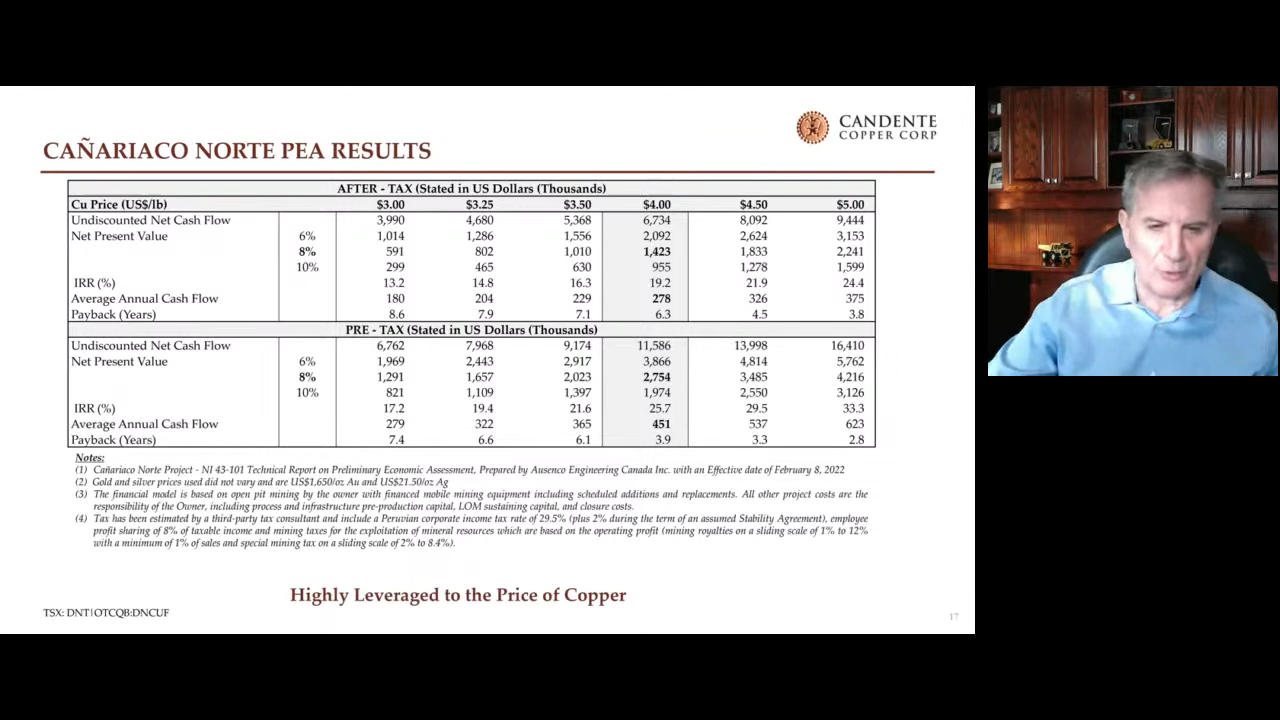 CANDENTE
COPPER CORP
CAÑARIACO NORTE PEA RESULTS
AFTER - TAX (Stated in US Dollars (Thousands)
Cu Price (US$/lb) $3.00 $3.25 $3.50 $4.00 $4.50 $5.00
Undiscounted Net Cash Flow 3,990 4,680 5,368 6,734 8,092 9,444
Net Present Value 6% 1,014 1,286 1,556 2,092 2,624 3,153
8% 591 802 1,010 1,423 1,833 2,241
10% 299 465 630 955 1,278 1,599
IRR (%) 13.2 14.8 16.3 19.2 21.9 24.4
Average Annual Cash Flow 180 204 229 278 326 375
Payback (Years) 8.6 7.9 7.1 6.3 4.5 3.8
PRE - TAX (Stated in US Dollars (Thousands)
Undiscounted Net Cash Flow 6,762 7,968 9,174 11,586 13,998 16,410
Net Present Value 6% 1,969 2,443 2,917 3,866 4,814 5,762
8% 1,291 1,657 2,023 2,754 3,485 4,216
10% 821 1,109 1,397 1,974 2,550 3,126
IRR (%) 17.2 19.4 21.6 25.7 29.5 33.3
Average Annual Cash Flow 279 322 365 451 537 623
Payback (Years) 7.4 6.6 6.1 3.9 3.3 2.8
Notes:
(1) Cañariaco Norte Project - NI 43-101 Technical Report on Preliminary Economic Assessment, Prepared by Ausenco Engineering Canada Inc. with an Effective date of February 8, 2022
(2) Gold and silver prices used did not vary and are US$1,650/oz Au and US$21.50/oz Ag
(3) The financial model is based on open pit mining by the owner with financed mobile mining equipment including scheduled additions and replacements. All other project costs are the
responsibility of the Owner, including process and infrastructure pre-production capital, LOM sustaining capital, and closure costs.
(4) Tax has been estimated by a third-party tax consultant and include a Peruvian corporate income tax rate of 29.5% (plus 2% during the term of an assumed Stability Agreement), employee
profit sharing of 8% of taxable income and mining taxes for the exploitation of mineral resources which are based on the operating profit (mining royalties on a sliding scale of 1% to 12%
with a minimum of 1% of sales and special mining tax on a sliding scale of 2% to 8.4%).
Highly Leveraged to the Price of Copper
TSX: DNT|OTCQB:DNCUF
17